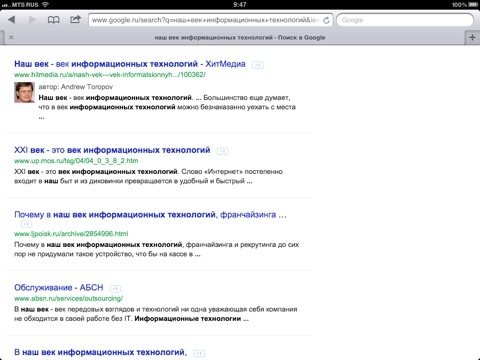 MTS RUS 9:47 100%
www.google.ru/search?q=наш+век+информационных+технологий&ie
Google
наш век информационных технологий - Поиск в Google
Наш век - век информационных технологий - ХитМедиа +1
www.hitmedia.ru/a/nash-vek---vek-informatsionnyh.../100362/
автор: Andrew Toropov
Наш век - век информационных технологий. ... Большинство еще думает,
что в век информационных технологий можно безнаказанно уехать с места
...
XXI век - это век информационных технологий +1
www.up.mos.ru/tsg/04/04_0_3_8_2.htm
XXI век - это век информационных технологий. Слово «Интернет» постепенно
входит в наш быт и из диковинки превращается в удобный и быстрый ...
Почему в наш век информационных технологий, франчайзинга ...
+1
www.ljpoisk.ru/archive/2854996.html
Почему в наш век информационных технологий, франчайзинга и рекрутинга до сих
пор не придумали такое устройство, что бы на кассе в ...
Обслуживание - АБСН +1
www.absn.ru/services/outsourcing/
В наш век - век передовых взглядов и технологий ни одна уважающая себя компания
не обходится в своей работе без IT. Информационные технологии ...
В наш век информационных технологий, +1